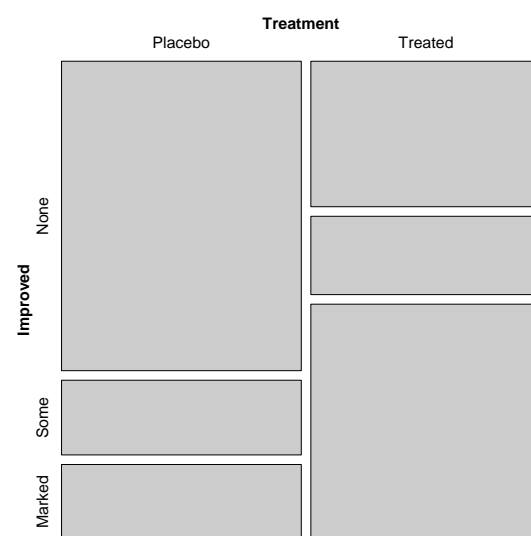 Treatment
Placebo Treated
Improved
None
Some
Marked